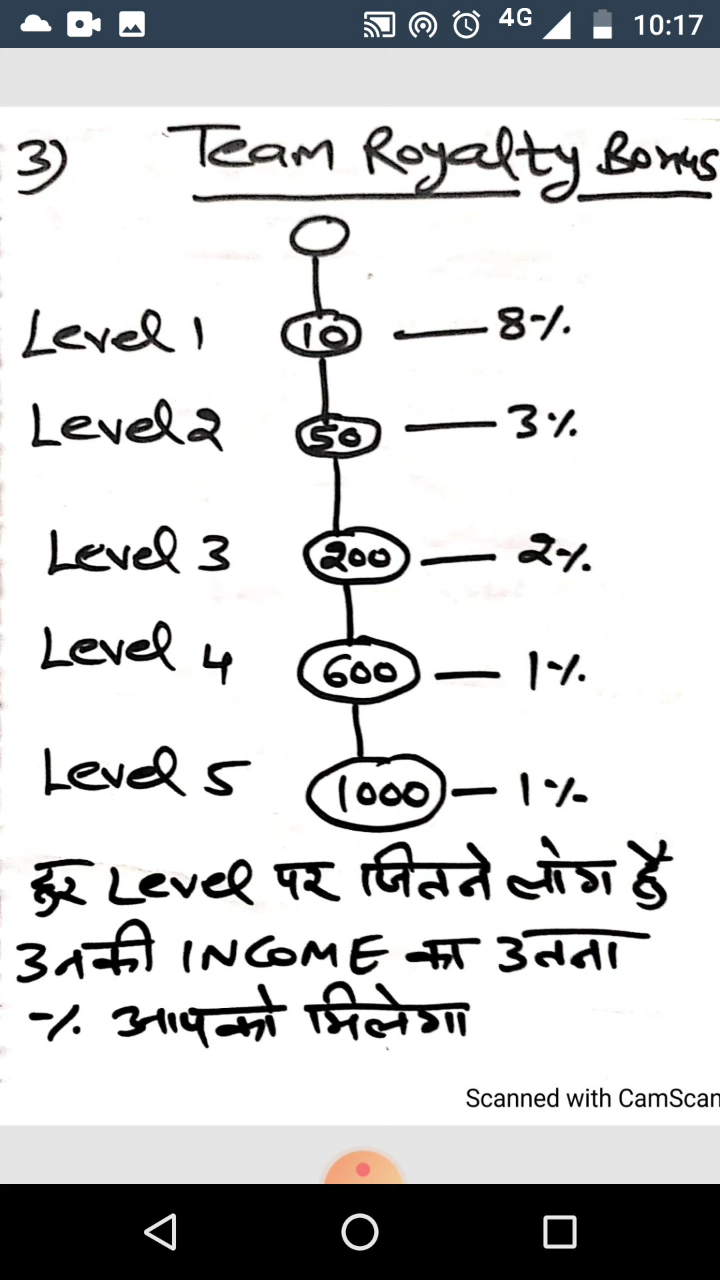 4G 10:17
3) Team Royalty Bonus
Level 1 10 — 8%
Level 2 50 — 3%
Level 3 200 — 2%
Level 4 600 — 1%
Level 5 1000 — 1%
हर Level पर जितने लोग हैं
उनकी INCOME का उतना
% आपको मिलेगा
Scanned with CamScan